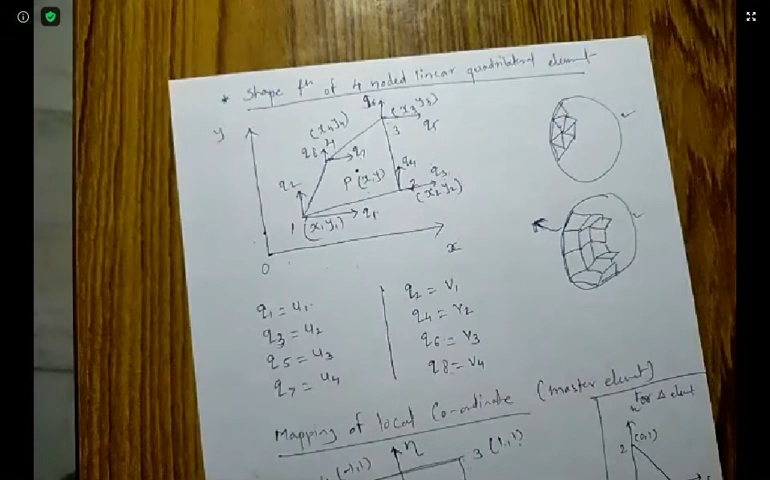 * Shape fn of 4 noded linear quadrilateral element
y
q6 (x3 y3)
(x4 y4) 3 q5
q8 4 q7
q2 P (x,y) q4 q3
2 (x2 y2)
1 (x1 y1) q1
0 x
q1 = u1 q2 = v1
q3 = u2 q4 = v2
q5 = u3 q6 = v3
q7 = u4 q8 = v4
Mapping of local Co-ordinate (master element)
For Δ element
η 3 (1,1)
(-1,1)
2 (0,1)